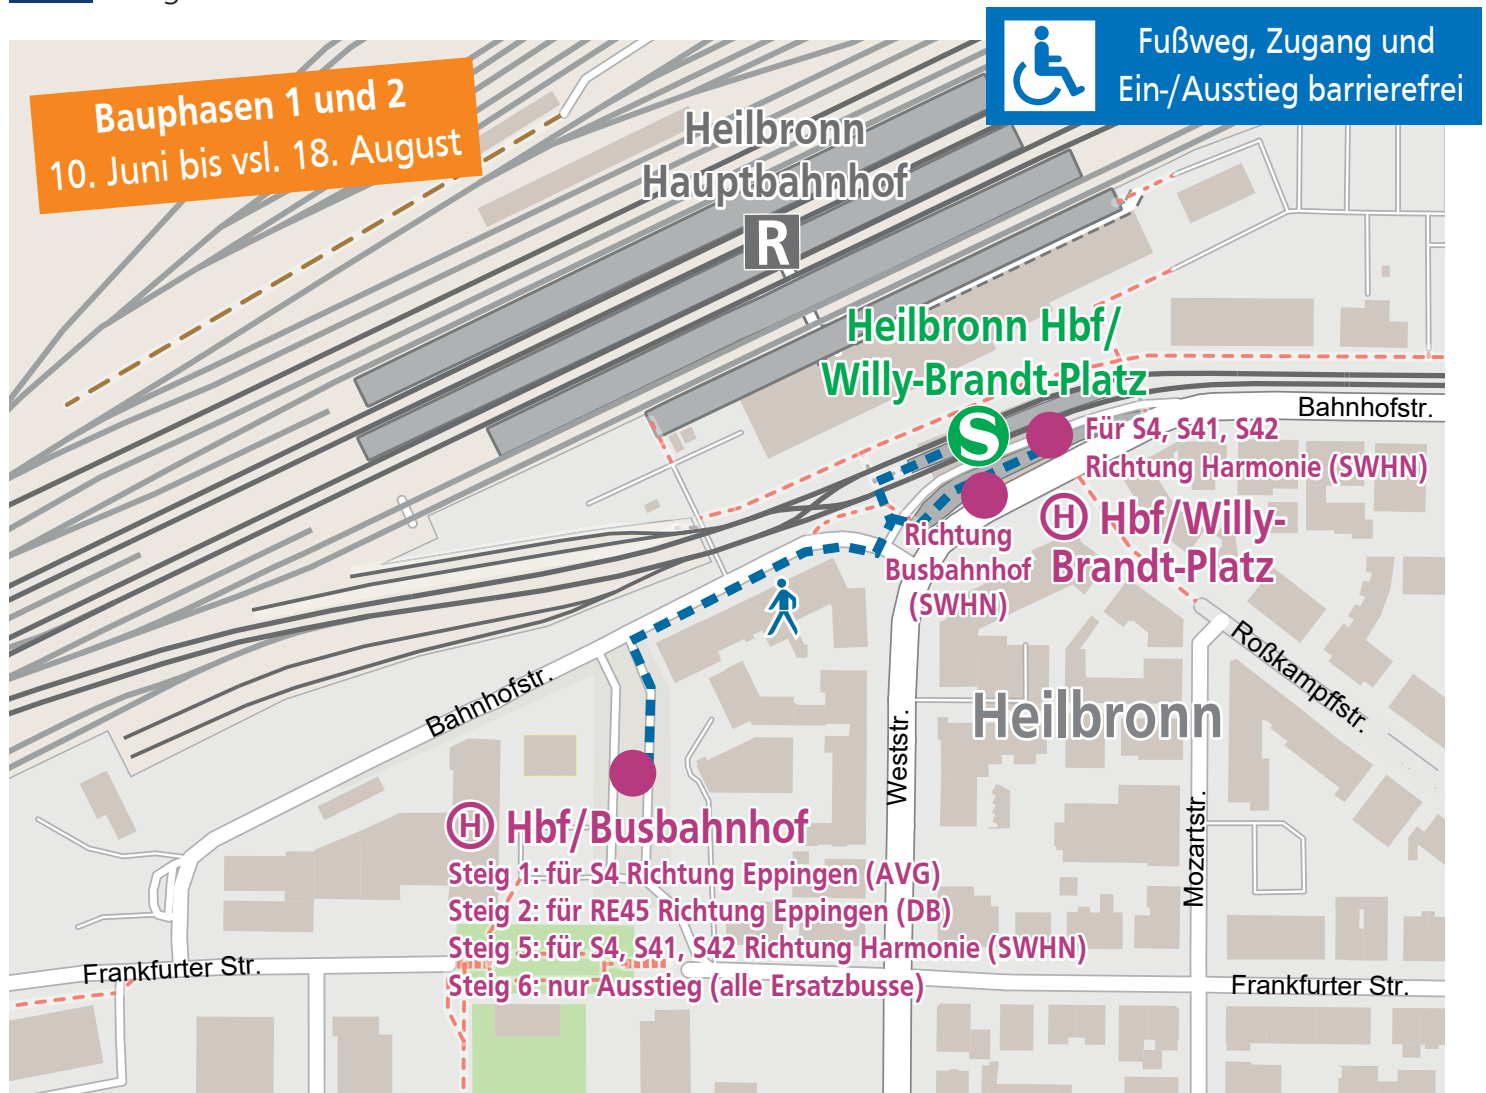 Fußweg, Zugang und
Ein-/Ausstieg barrierefrei
Bauphasen 1 und 2
10. Juni bis vsl. 18. August
Heilbronn
Hauptbahnhof
R
Heilbronn Hbf/
Willy-Brandt-Platz
S
Bahnhofstr.
Für S4, S41, S42
Richtung Harmonie (SWHN)
H Hbf/Willy-
Brandt-Platz
Richtung
Busbahnhof
(SWHN)
Roßkampffstr.
Bahnhofstr.
Heilbronn
Weststr.
Mozartstr.
H Hbf/Busbahnhof
Steig 1: für S4 Richtung Eppingen (AVG)
Steig 2: für RE45 Richtung Eppingen (DB)
Steig 5: für S4, S41, S42 Richtung Harmonie (SWHN)
Steig 6: nur Ausstieg (alle Ersatzbusse)
Frankfurter Str.
Frankfurter Str.